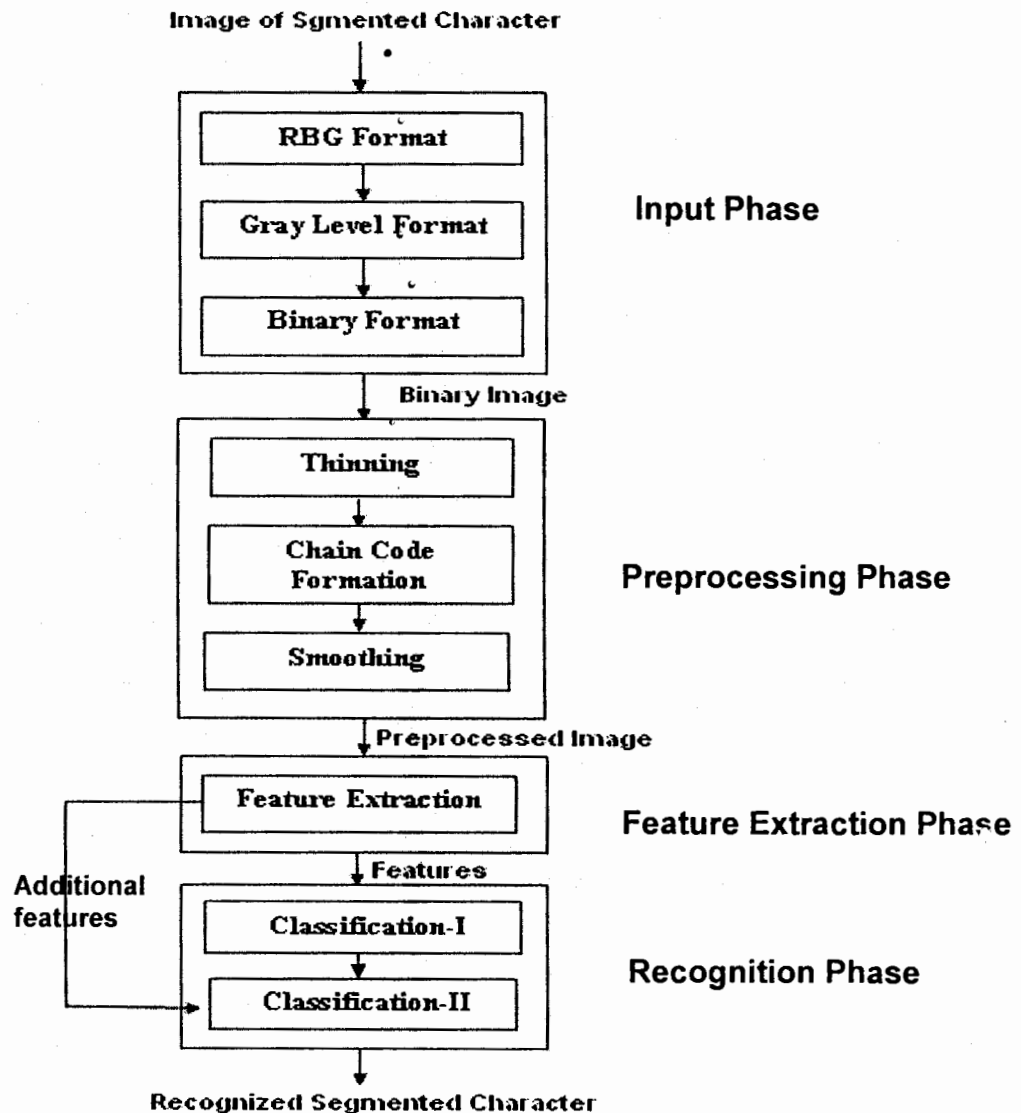 Image of Sgmented Character
RBG Format
Gray Level Format
Input Phase
Binary Format
Binary Image
Thinning
Chain Code
Formation
Preprocessing Phase
Smoothing
Preprocessed Image
Feature Extraction
Feature Extraction Phase
Features
Additional
features
Classification-I
Recognition Phase
Classification-II
Recognized Segmented Character